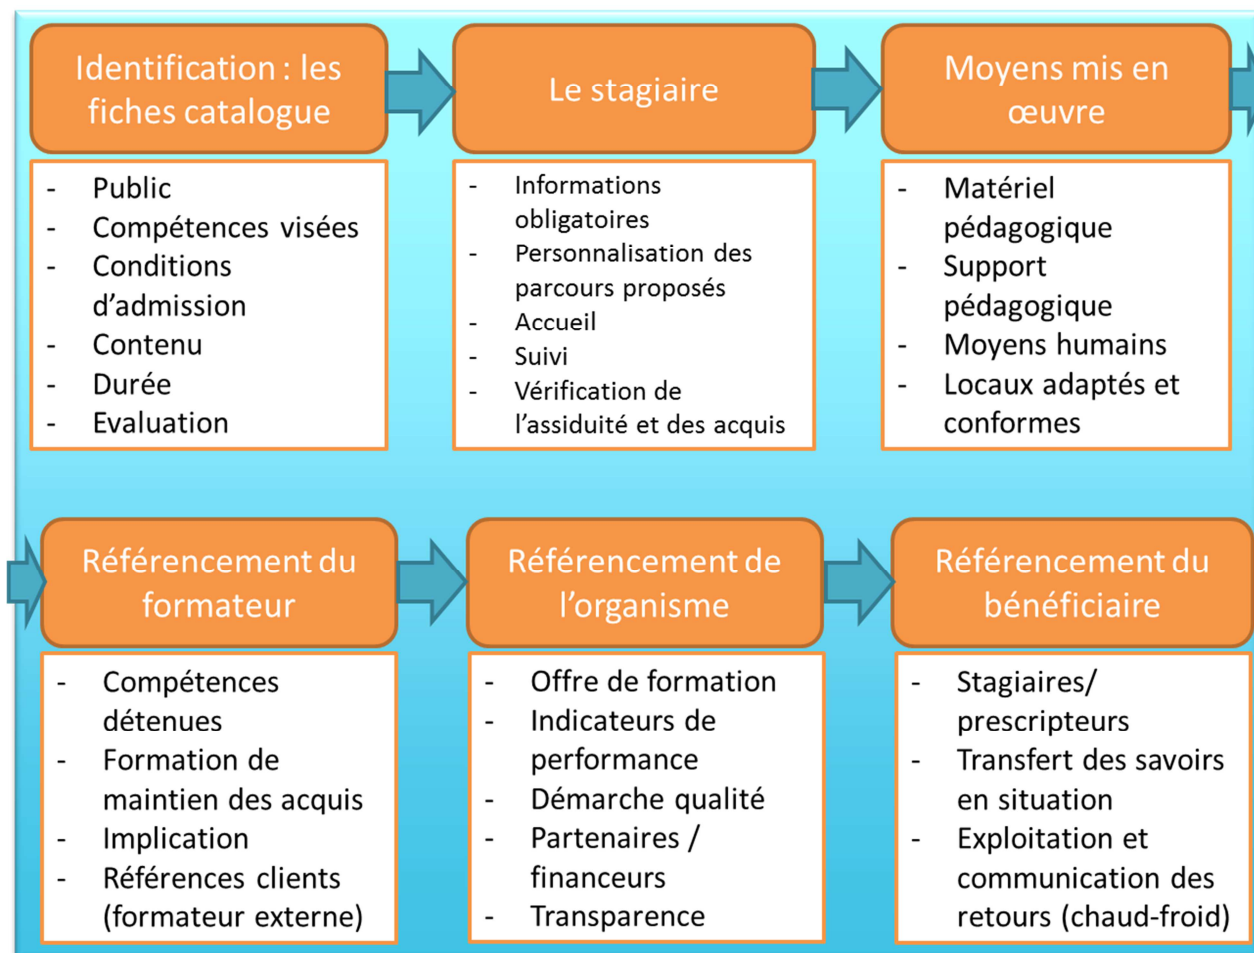 Identification : les
fiches catalogue
Le stagiaire
Moyens mis en
œuvre
- Public
- Compétences visées
- Conditions
d’admission
- Contenu
- Durée
- Evaluation
- Informations
obligatoires
- Personnalisation des
parcours proposés
- Accueil
- Suivi
- Vérification de
l’assiduité et des acquis
- Matériel
pédagogique
- Support
pédagogique
- Moyens humains
- Locaux adaptés et
conformes
Référencement du
formateur
Référencement de
l’organisme
Référencement du
bénéficiaire
- Compétences
détenues
- Formation de
maintien des acquis
- Implication
- Références clients
(formateur externe)
- Offre de formation
- Indicateurs de
performance
- Démarche qualité
- Partenaires /
financeurs
- Transparence
- Stagiaires/
prescripteurs
- Transfert des savoirs
en situation
- Exploitation et
communication des
retours (chaud-froid)